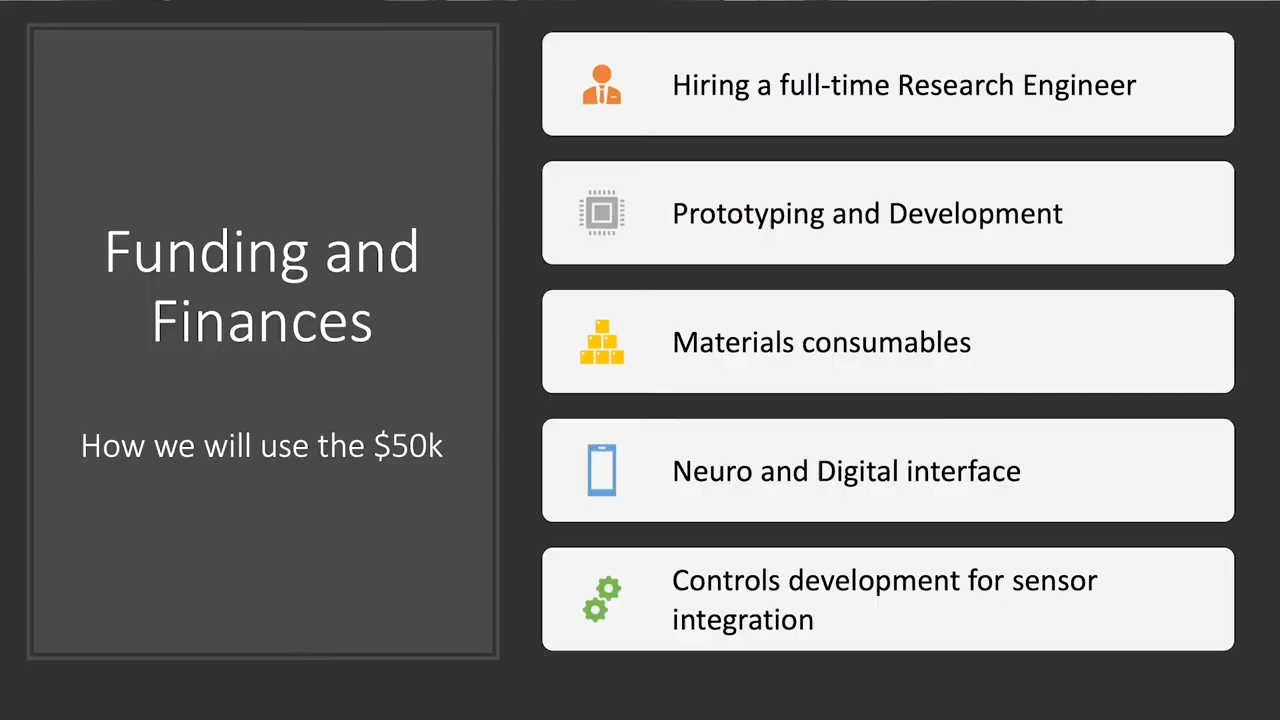 Funding and
Finances
How we will use the $50k
Hiring a full-time Research Engineer
Prototyping and Development
Materials consumables
Neuro and Digital interface
Controls development for sensor
integration